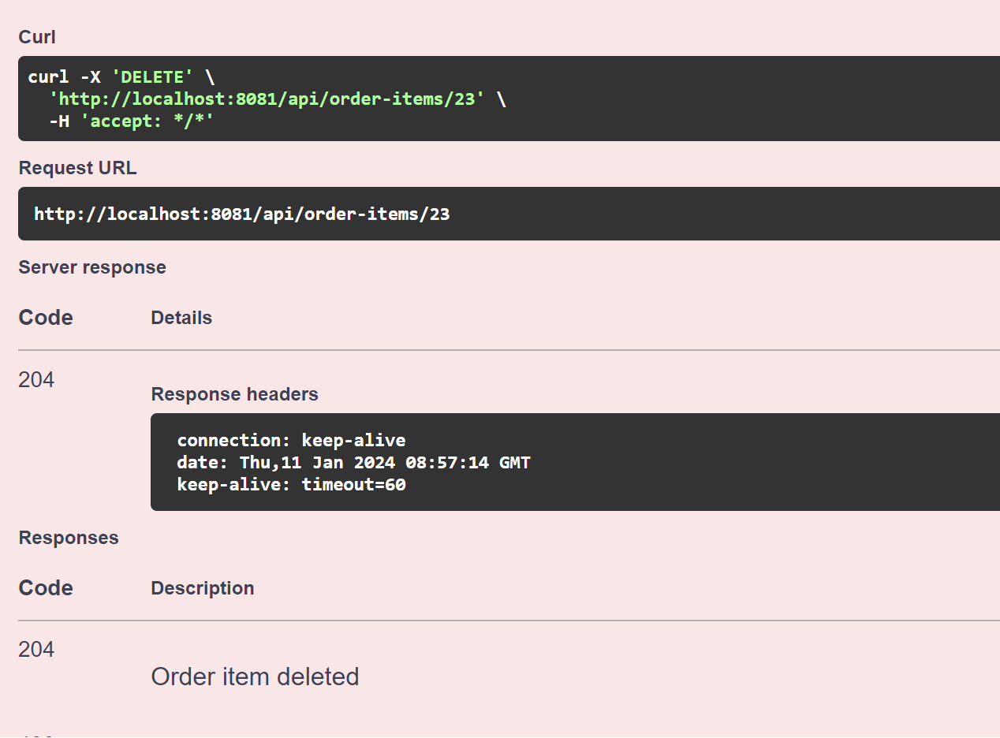 Curl
curl -X 'DELETE' \
'http://localhost:8081/api/order-items/23' \
-H 'accept: */*'
Request URL
http://localhost:8081/api/order-items/23
Server response
Code Details
204
Response headers
connection: keep-alive
date: Thu,11 Jan 2024 08:57:14 GMT
keep-alive: timeout=60
Responses
Code Description
204
Order item deleted